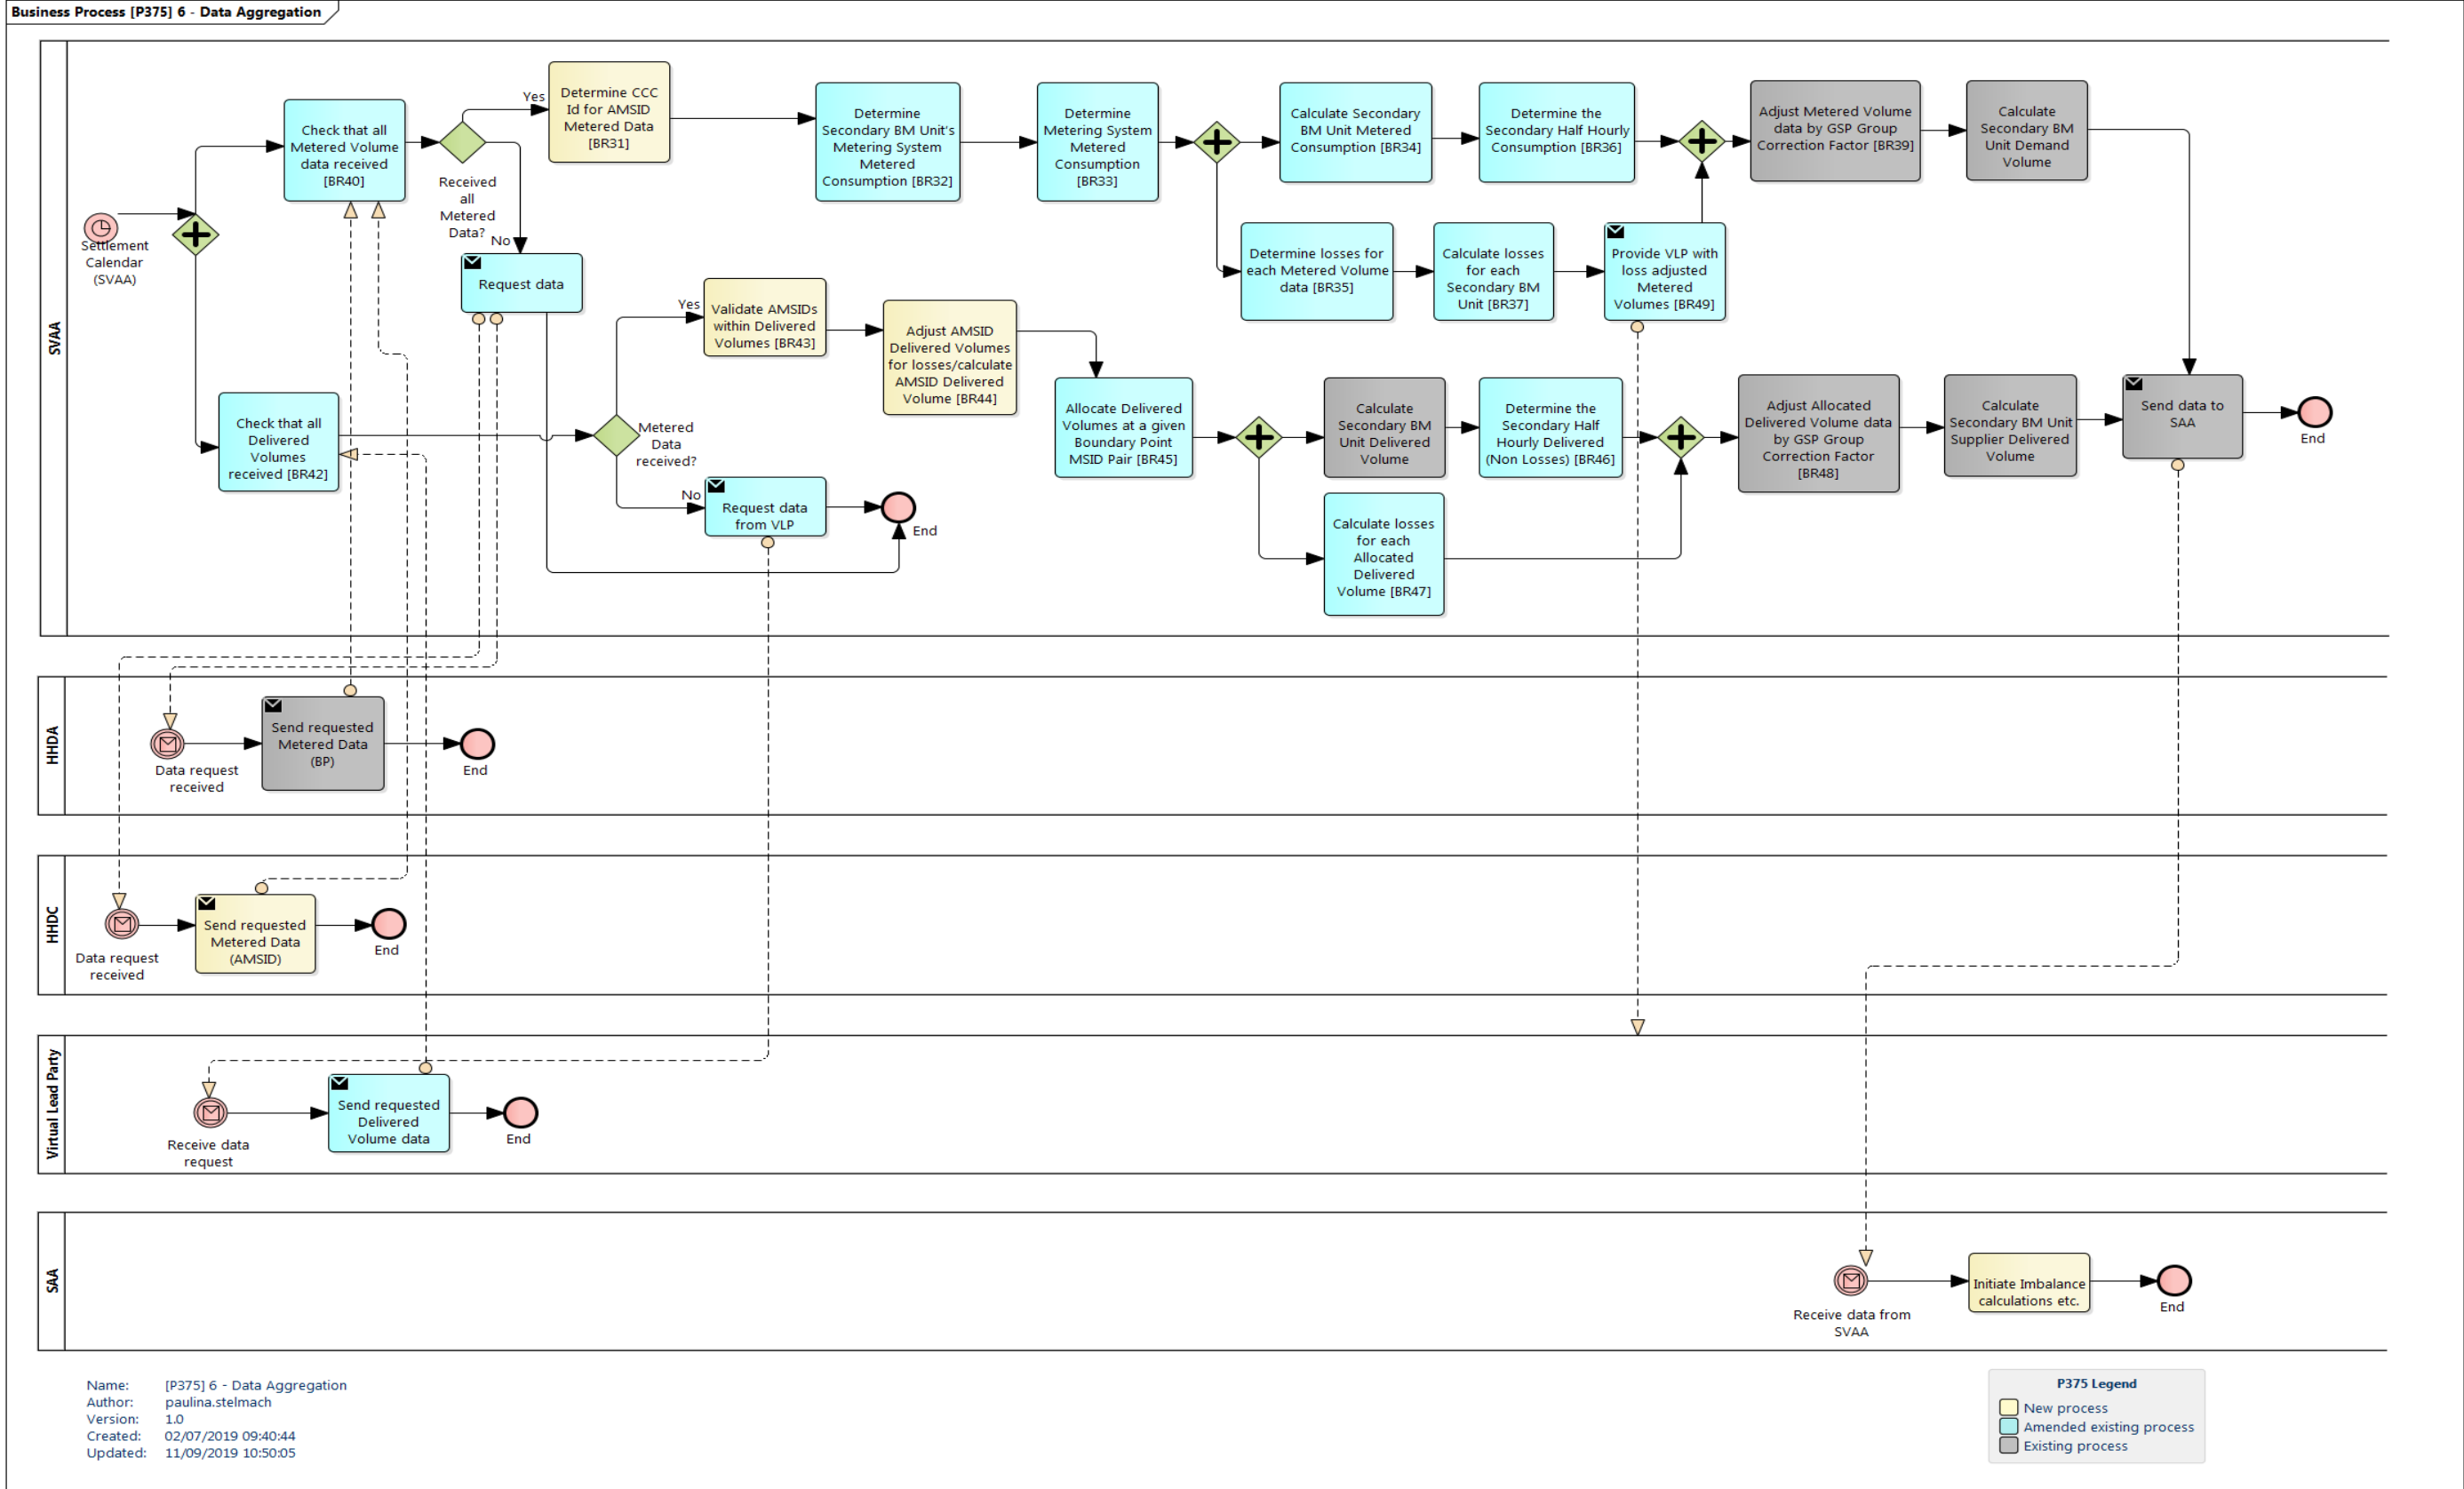 Business Process [P375] 6 - Data Aggregation
SVAA
Settlement
Calendar
(SVAA)
Check that all
Metered Volume
data received
[BR40]
Received
all
Metered
Data?
Yes
No
Determine CCC
Id for AMSID
Metered Data
[BR31]
Determine
Secondary BM Unit's
Metering System
Metered
Consumption [BR32]
Determine
Metering System
Metered
Consumption
[BR33]
Calculate Secondary
BM Unit Metered
Consumption [BR34]
Determine the
Secondary Half Hourly
Consumption [BR36]
Adjust Metered Volume
data by GSP Group
Correction Factor [BR39]
Calculate
Secondary BM
Unit Demand
Volume
Request data
Determine losses for
each Metered Volume
data [BR35]
Calculate losses
for each
Secondary BM
Unit [BR37]
Provide VLP with
loss adjusted
Metered
Volumes [BR49]
Check that all
Delivered
Volumes
received [BR42]
Metered
Data
received?
Yes
No
Validate AMSIDs
within Delivered
Volumes [BR43]
Adjust AMSID
Delivered Volumes
for losses/calculate
AMSID Delivered
Volume [BR44]
Allocate Delivered
Volumes at a given
Boundary Point
MSID Pair [BR45]
Calculate
Secondary BM
Unit Delivered
Volume
Determine the
Secondary Half
Hourly Delivered
(Non Losses) [BR46]
Adjust Allocated
Delivered Volume data
by GSP Group
Correction Factor
[BR48]
Calculate
Secondary BM Unit
Supplier Delivered
Volume
Send data to
SAA
End
Request data
from VLP
End
Calculate losses
for each
Allocated
Delivered
Volume [BR47]
HHDA
Data request
received
Send requested
Metered Data
(BP)
End
HHDC
Data request
received
Send requested
Metered Data
(AMSID)
End
Virtual Lead Party
Receive data
request
Send requested
Delivered
Volume data
End
SAA
Receive data from
SVAA
Initiate Imbalance
calculations etc.
End
Name: [P375] 6 - Data Aggregation
Author: paulina.stelmach
Version: 1.0
Created: 02/07/2019 09:40:44
Updated: 11/09/2019 10:50:05
P375 Legend
New process
Amended existing process
Existing process